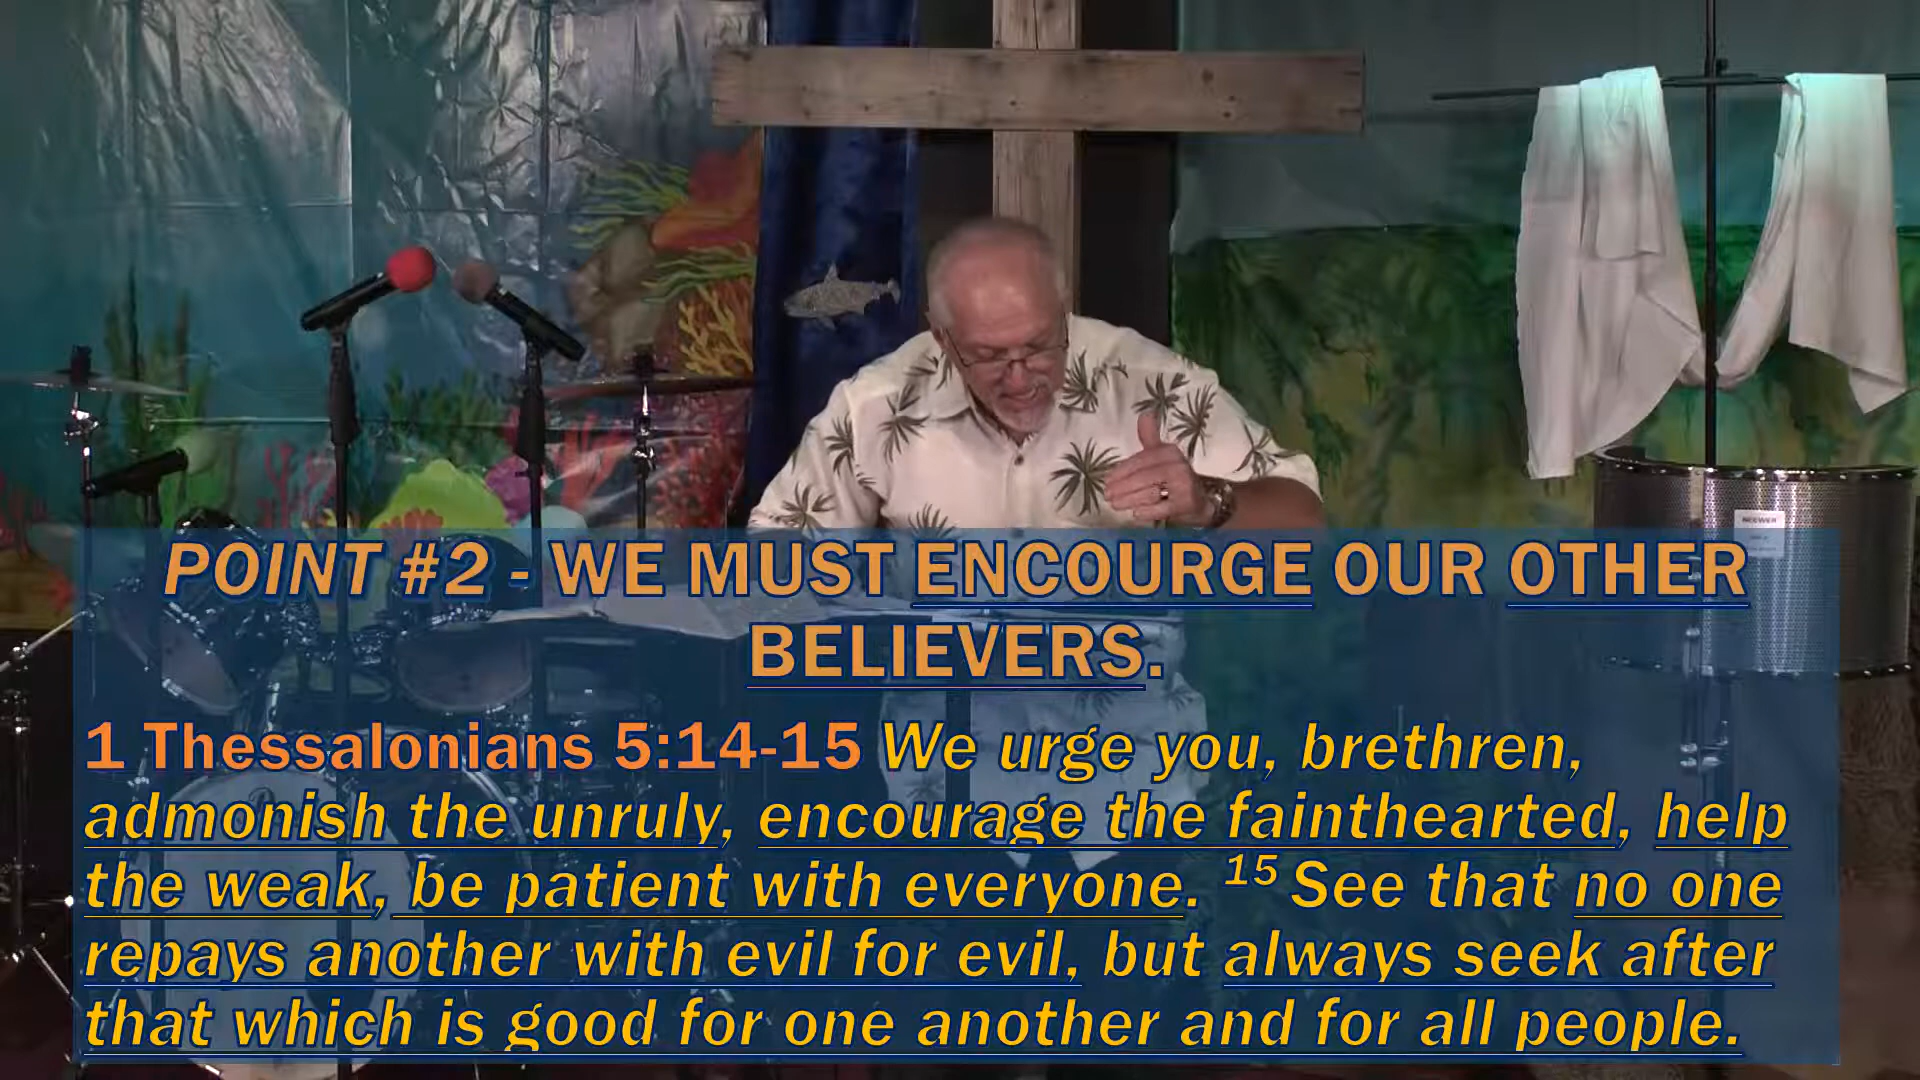 POINT #2 - WE MUST ENCOURGE OUR OTHER
BELIEVERS.
1 Thessalonians 5:14-15 We urge you, brethren,
admonish the unruly, encourage the fainthearted, help
the weak, be patient with everyone. 15 See that no one
repays another with evil for evil, but always seek after
that which is good for one another and for all people.
NEEWER